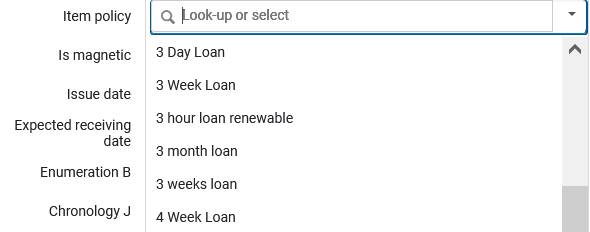 Item policy
Look-up or select
Is magnetic
Issue date
Expected receiving
date
Enumeration B
Chronology J
3 Day Loan
3 Week Loan
3 hour loan renewable
3 month loan
3 weeks loan
4 Week Loan